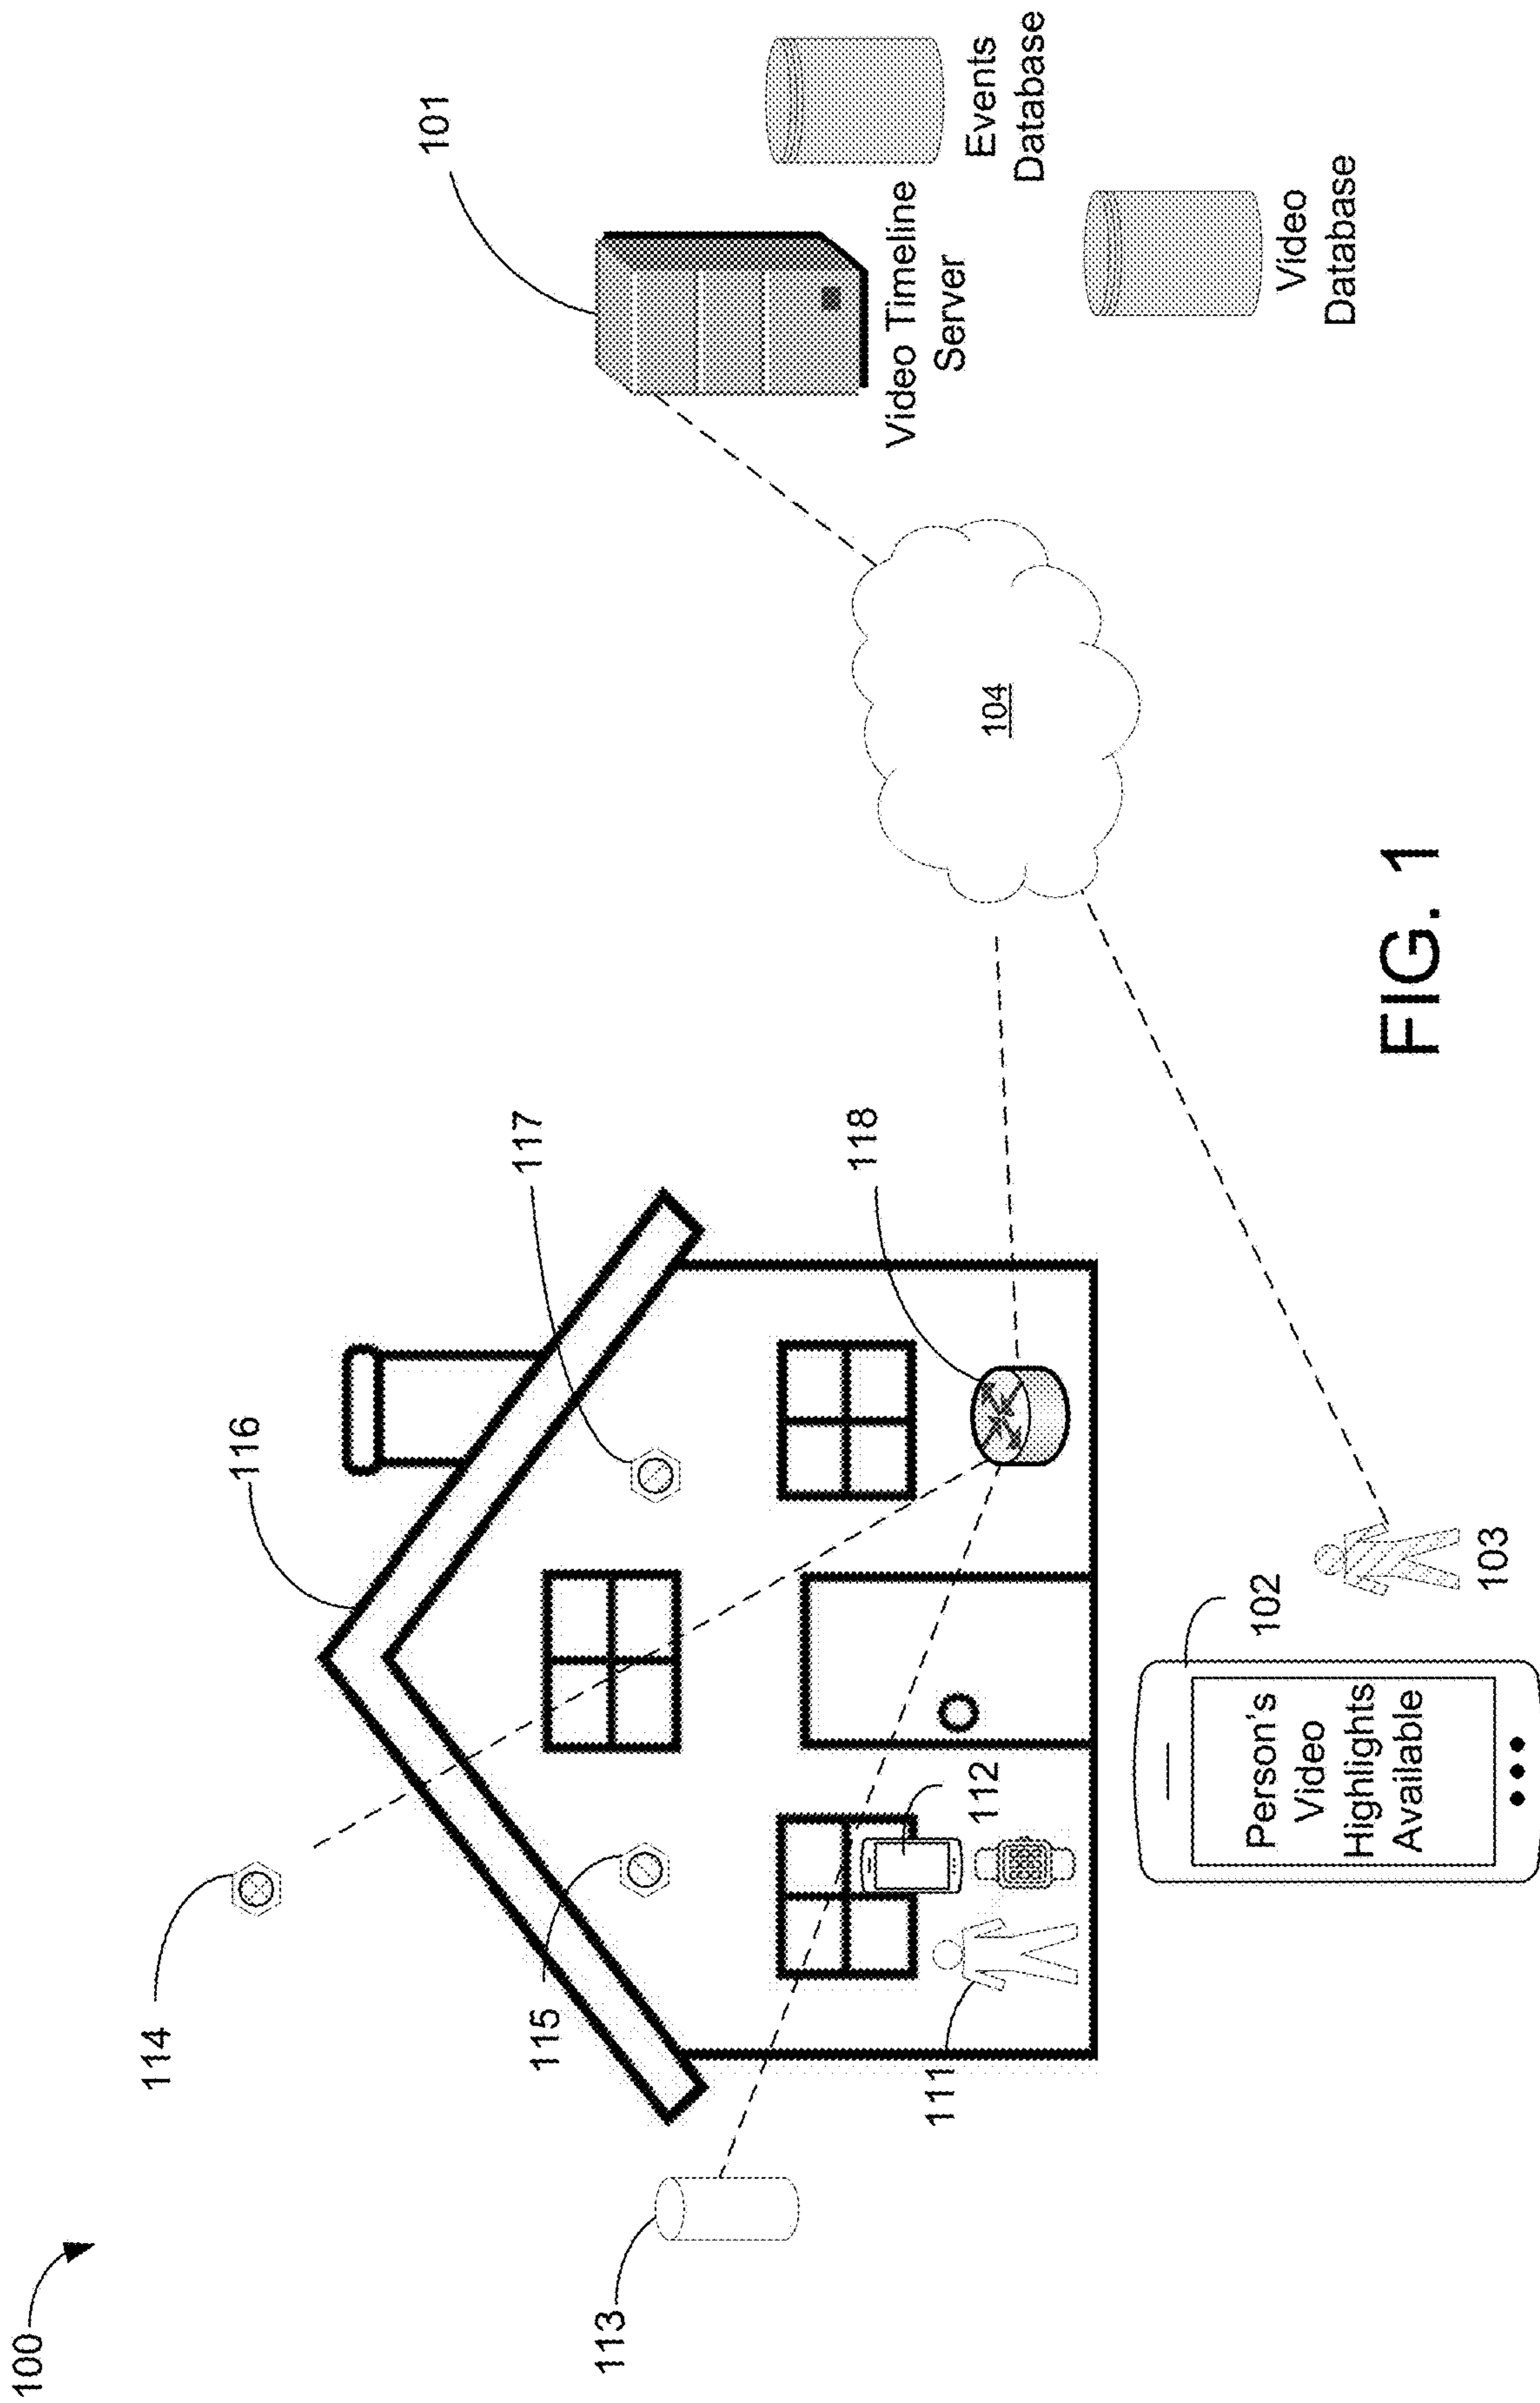 100
114
116
101
117
113
115
118
Events
Database
Video Timeline
Server
104
111
112
Video
Database
102
Person's
Video
Highlights
Available
103
FIG. 1